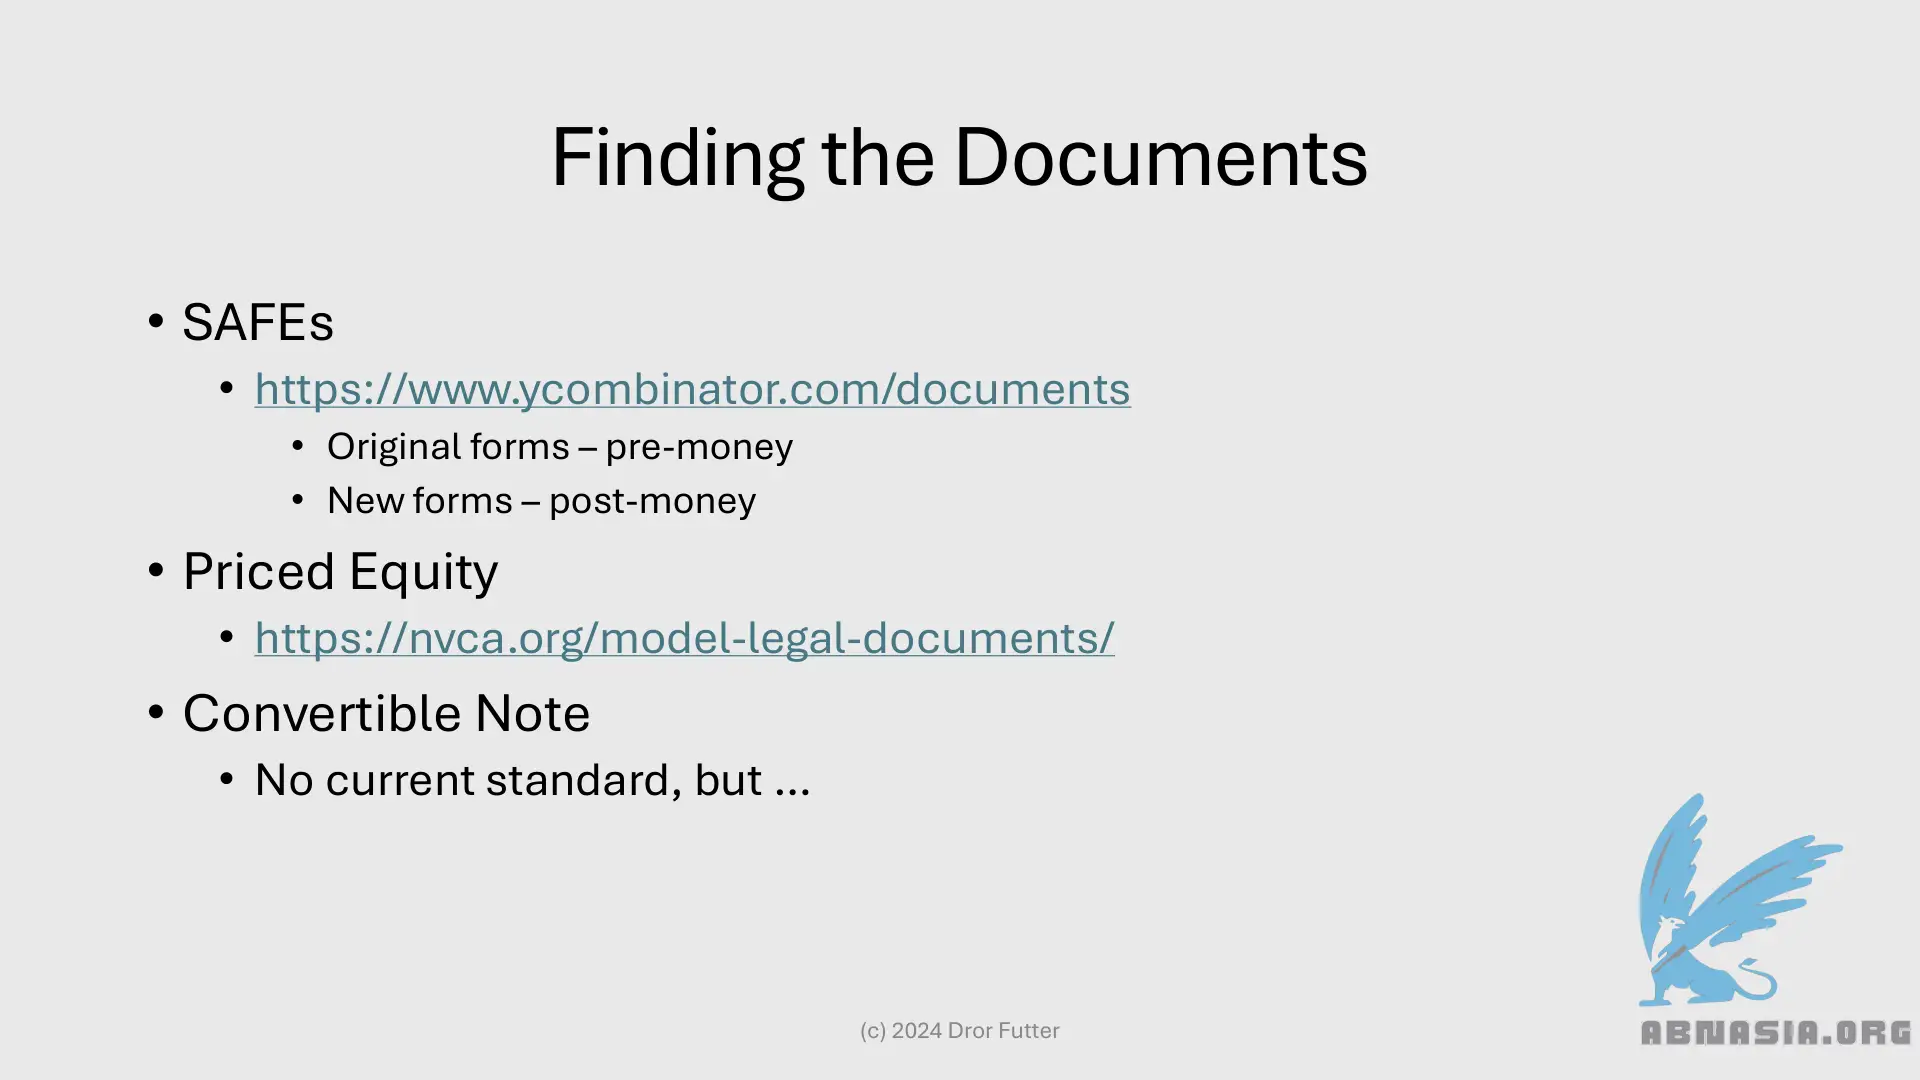 Finding the Documents
• SAFEs
• https://www.ycombinator.com/documents
• Original forms – pre-money
• New forms – post-money
• Priced Equity
• https://nvca.org/model-legal-documents/
• Convertible Note
• No current standard, but …
(c) 2024 Dror Futter
ABNASIA.ORG